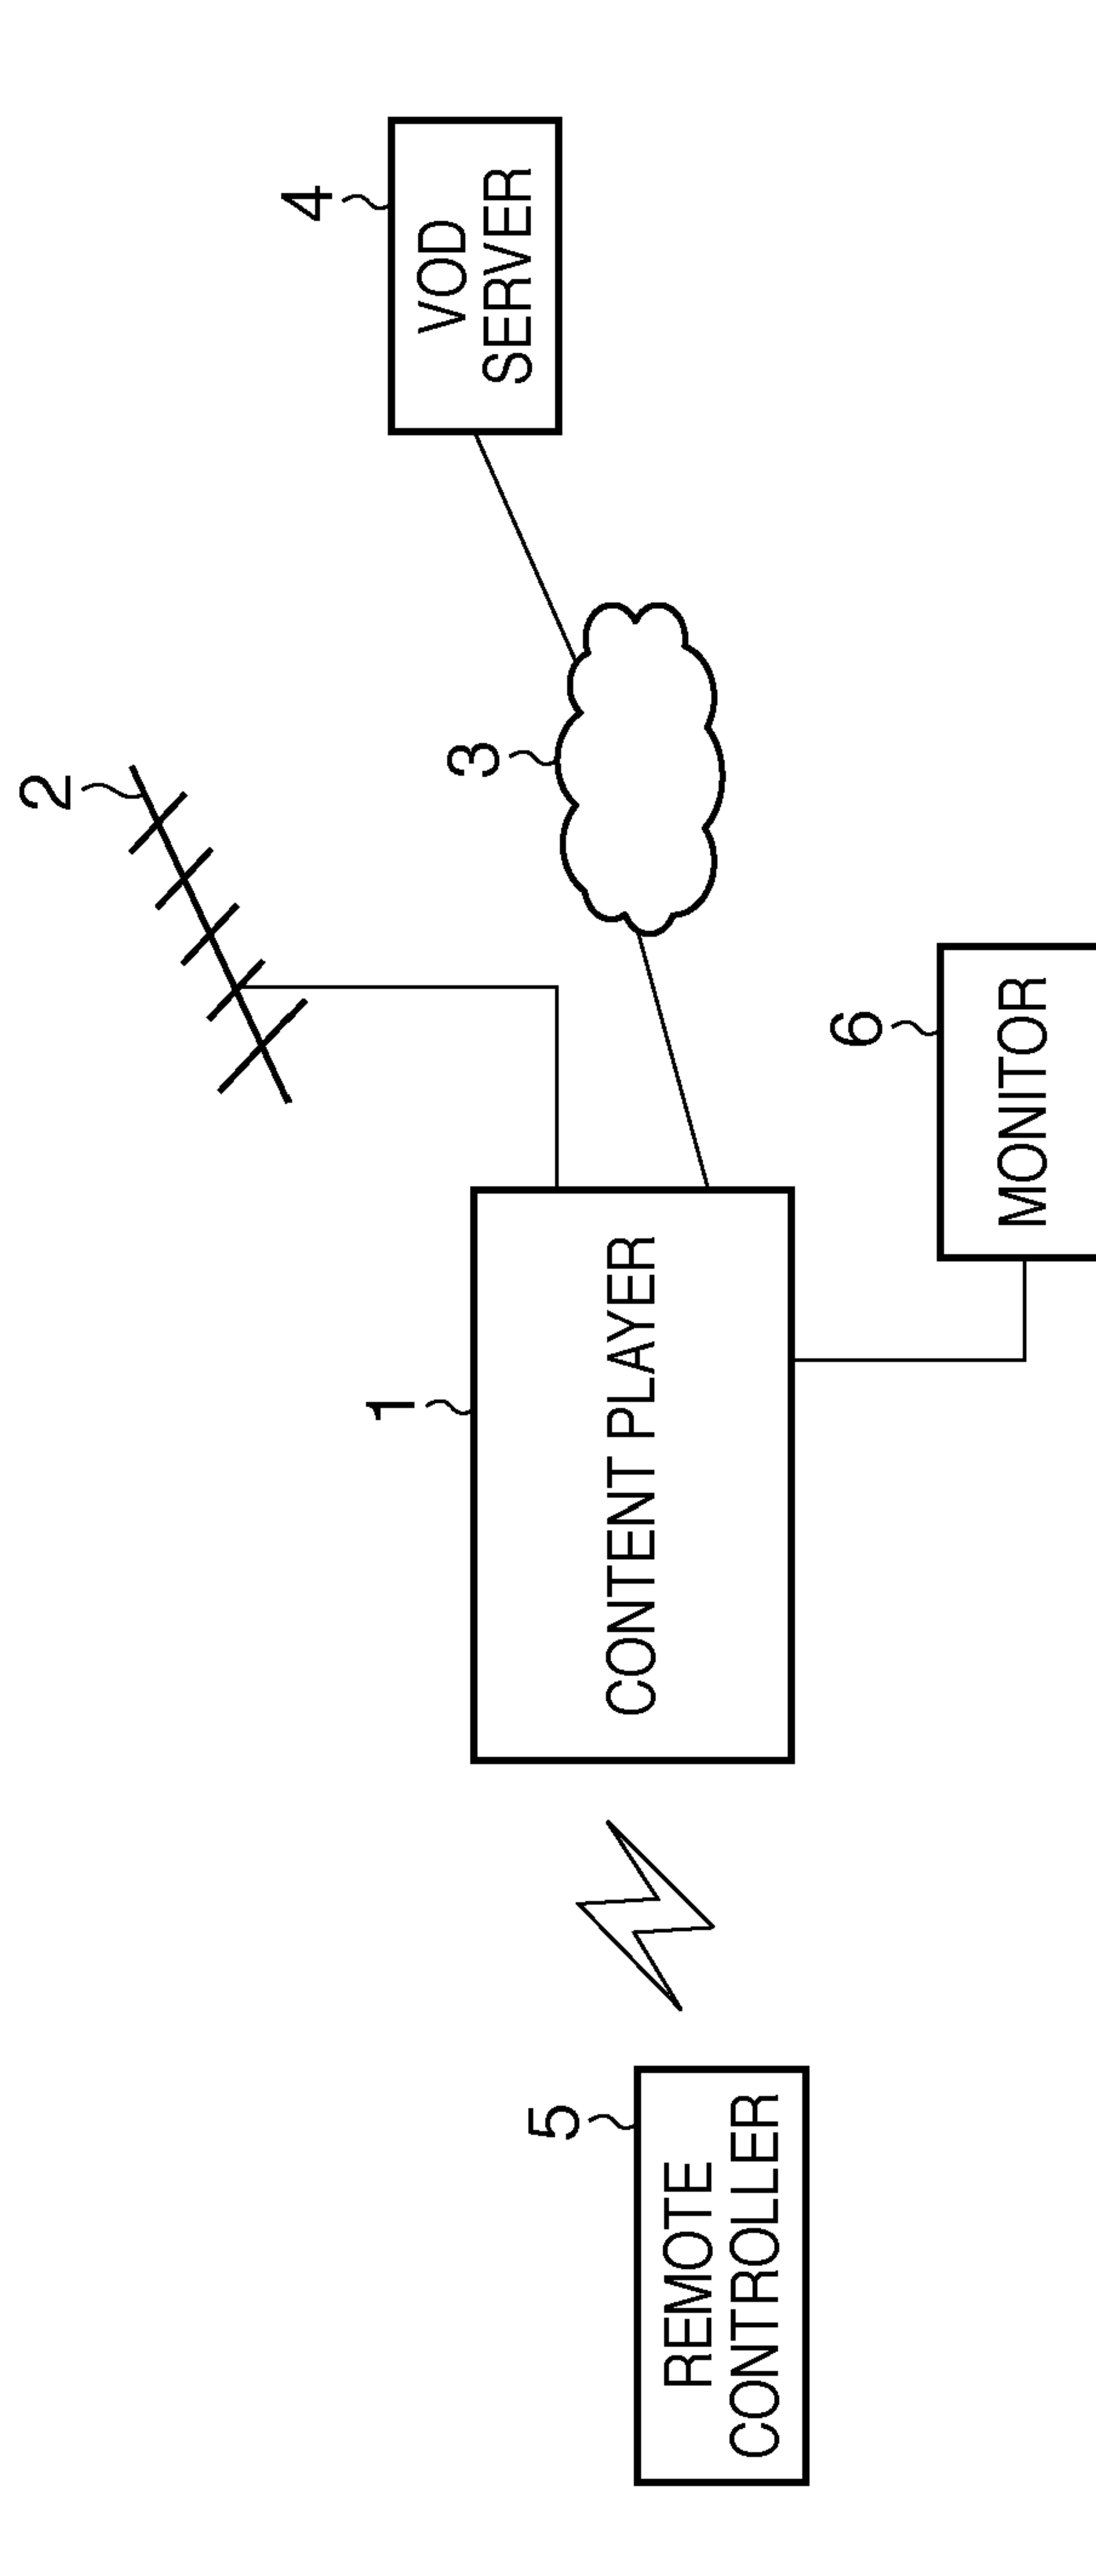 2
4
VOD
SERVER
3
1
CONTENT PLAYER
5
REMOTE
CONTROLLER
6
MONITOR